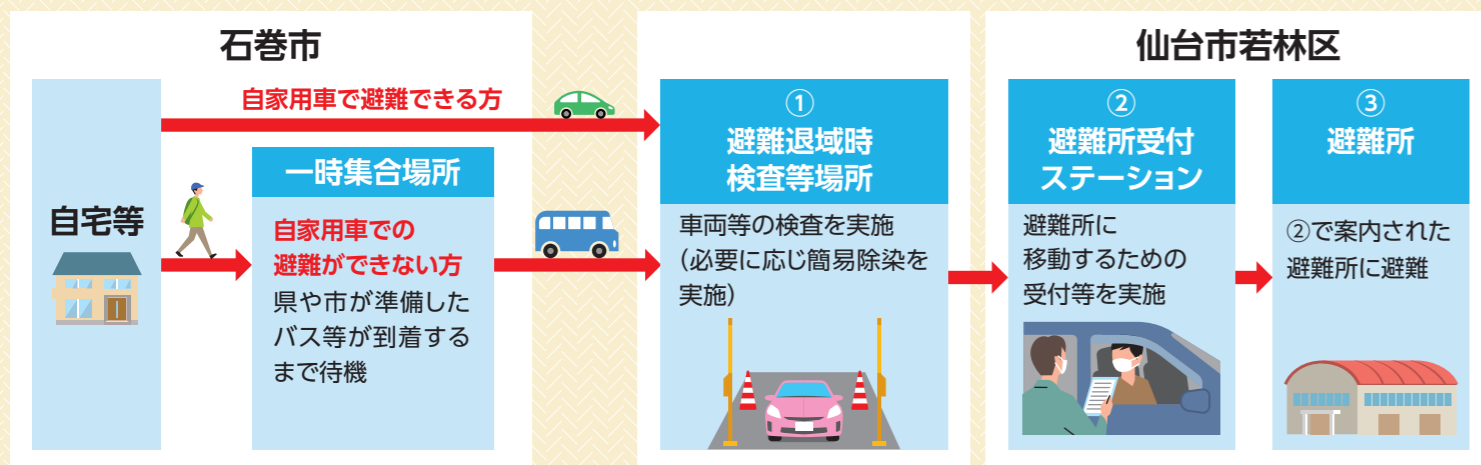 石巻市
自宅等
自家用車で避難できる方
一時集合場所
自家用車での
避難ができない方
県や市が準備した
バス等が到着する
まで待機
①
避難退域時
検査等場所
車両等の検査を実施
(必要に応じ簡易除染を
実施)
仙台市若林区
②
避難所受付
ステーション
避難所に
移動するための
受付等を実施
③
避難所
②で案内された
避難所に避難